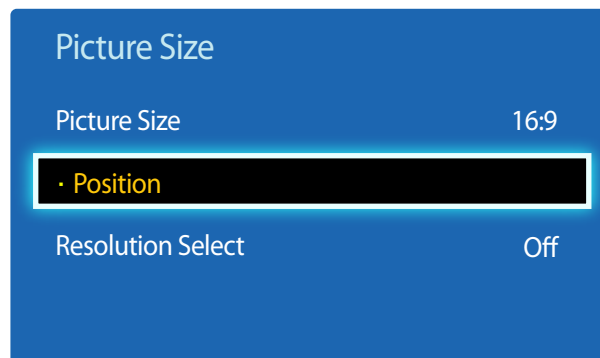 Picture Size
Picture Size 16:9
· Position
Resolution Select Off